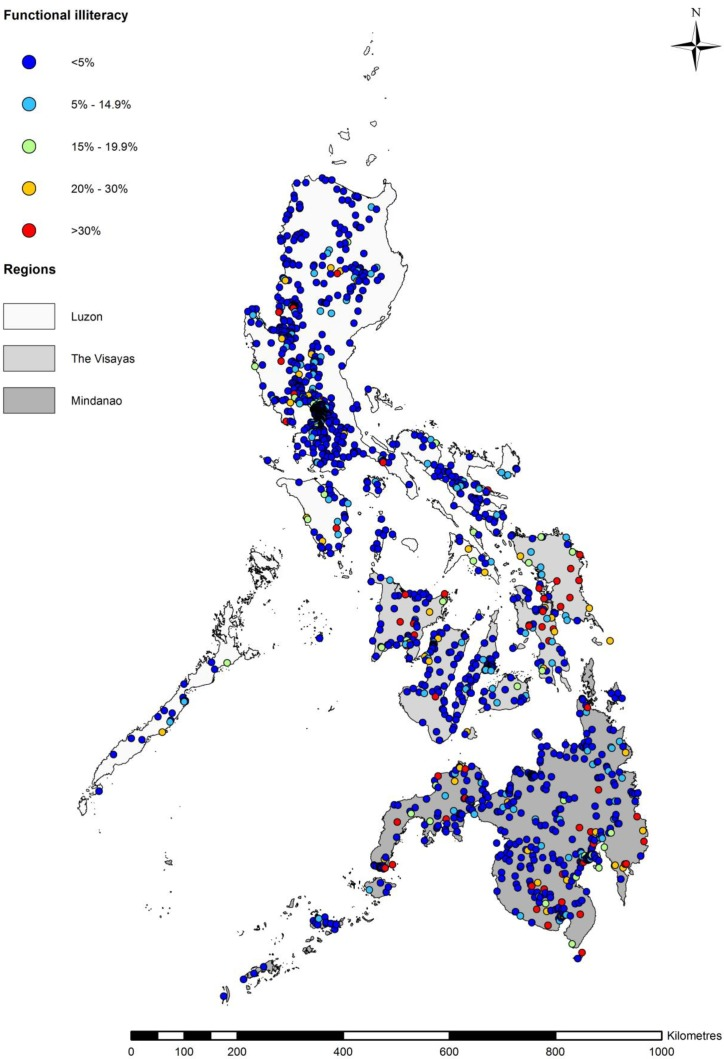 Functional illiteracy
N
<5%
5% - 14.9%
15% - 19.9%
20% - 30%
>30%
Regions
Luzon
The Visayas
Mindanao
Kilometres
0 100 200 400 600 800 1000